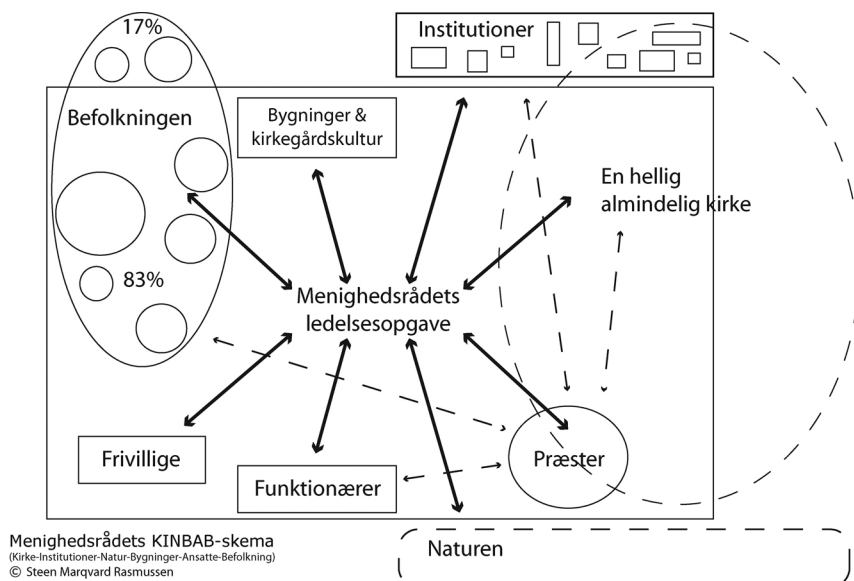 17%
Institutioner
Befolkningen
Bygninger &
kirkegårdskultur
En hellig
almindelig kirke
83%
Menighedsrådets
ledelsesopgave
Frivillige
Funktionærer
Præster
Menighedsrådets KINBAB-skema
(Kirke-Institutioner-Natur-Bygninger-Ansatte-Befolkning)
© Steen Marqvard Rasmussen
Naturen